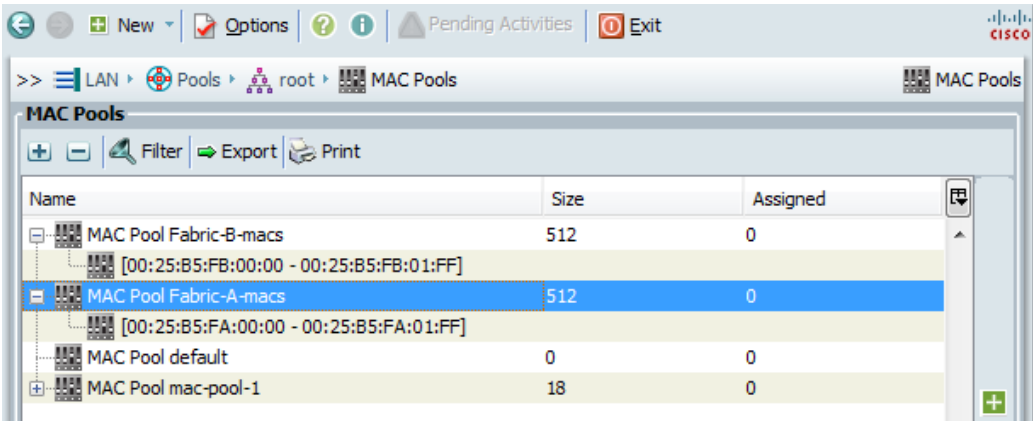 New Options ? i Pending Activities Exit CISCO
>> LAN Pools root MAC Pools MAC Pools
MAC Pools
+ - Filter Export Print
Name Size Assigned
MAC Pool Fabric-B-macs 512 0
[00:25:B5:FB:00:00 - 00:25:B5:FB:01:FF]
MAC Pool Fabric-A-macs 512 0
[00:25:B5:FA:00:00 - 00:25:B5:FA:01:FF]
MAC Pool default 0 0
MAC Pool mac-pool-1 18 0